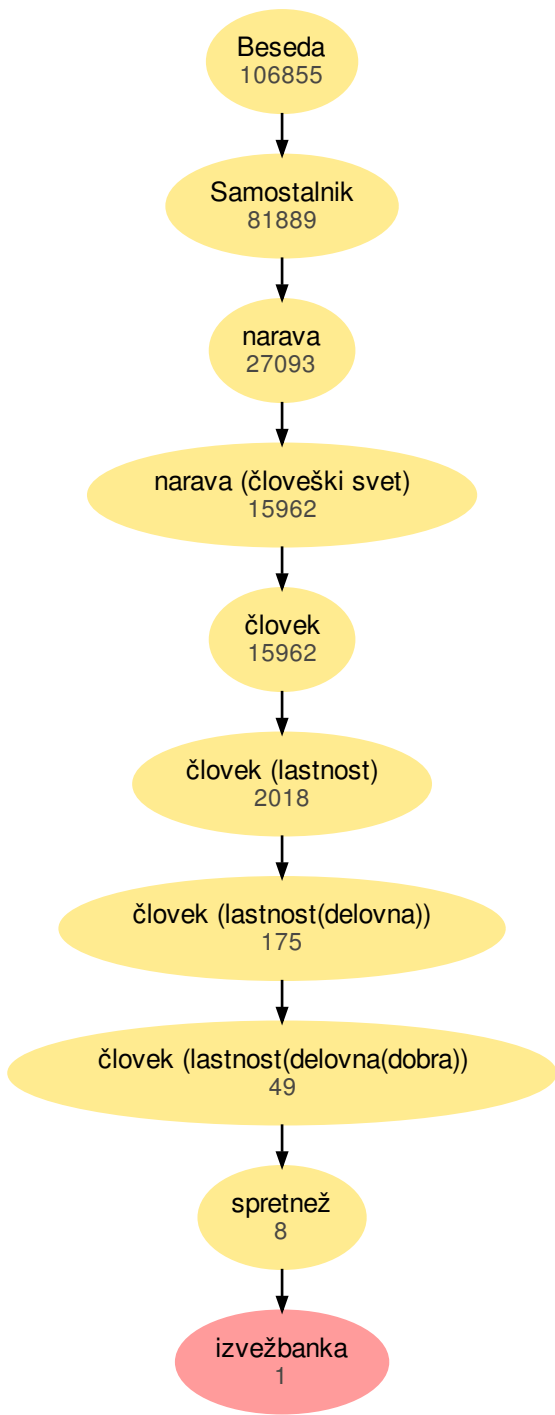 Beseda
106855
Samostalnik
81889
narava
27093
narava (človeški svet)
15962
človek
15962
človek (lastnost)
2018
človek (lastnost(delovna))
175
človek (lastnost(delovna(dobra))
49
spretnež
8
izvežbanka
1